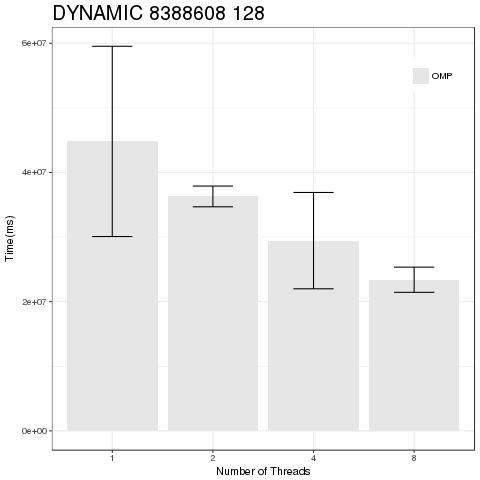 DYNAMIC 8388608 128
6e+07
4e+07
2e+07
0e+00
Time(ms)
OMP
1 2 4 8
Number of Threads